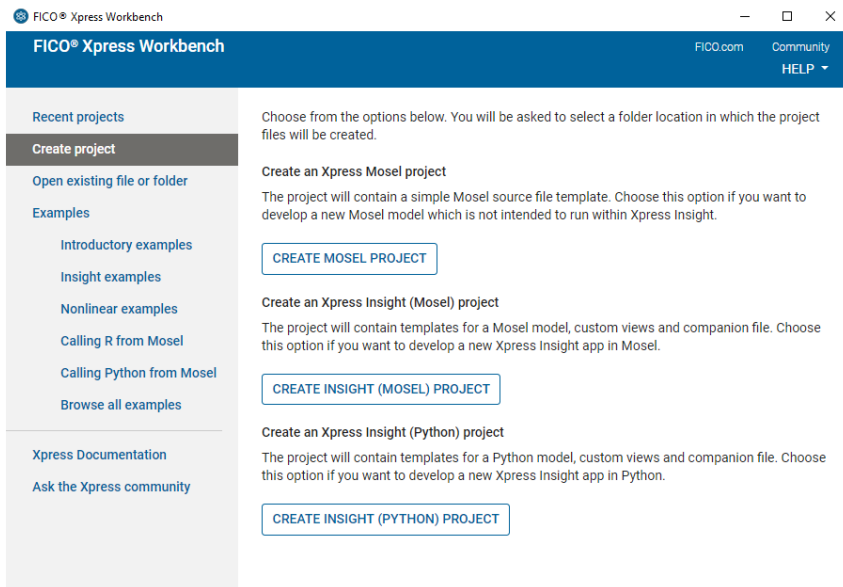 FICO® Xpress Workbench
FICO® Xpress Workbench
FICO.com Community
HELP
Recent projects
Create project
Open existing file or folder
Examples
Introductory examples
Insight examples
Nonlinear examples
Calling R from Mosel
Calling Python from Mosel
Browse all examples
Xpress Documentation
Ask the Xpress community
Choose from the options below. You will be asked to select a folder location in which the project
files will be created.
Create an Xpress Mosel project
The project will contain a simple Mosel source file template. Choose this option if you want to
develop a new Mosel model which is not intended to run within Xpress Insight.
CREATE MOSEL PROJECT
Create an Xpress Insight (Mosel) project
The project will contain templates for a Mosel model, custom views and companion file. Choose
this option if you want to develop a new Xpress Insight app in Mosel.
CREATE INSIGHT (MOSEL) PROJECT
Create an Xpress Insight (Python) project
The project will contain templates for a Python model, custom views and companion file. Choose
this option if you want to develop a new Xpress Insight app in Python.
CREATE INSIGHT (PYTHON) PROJECT